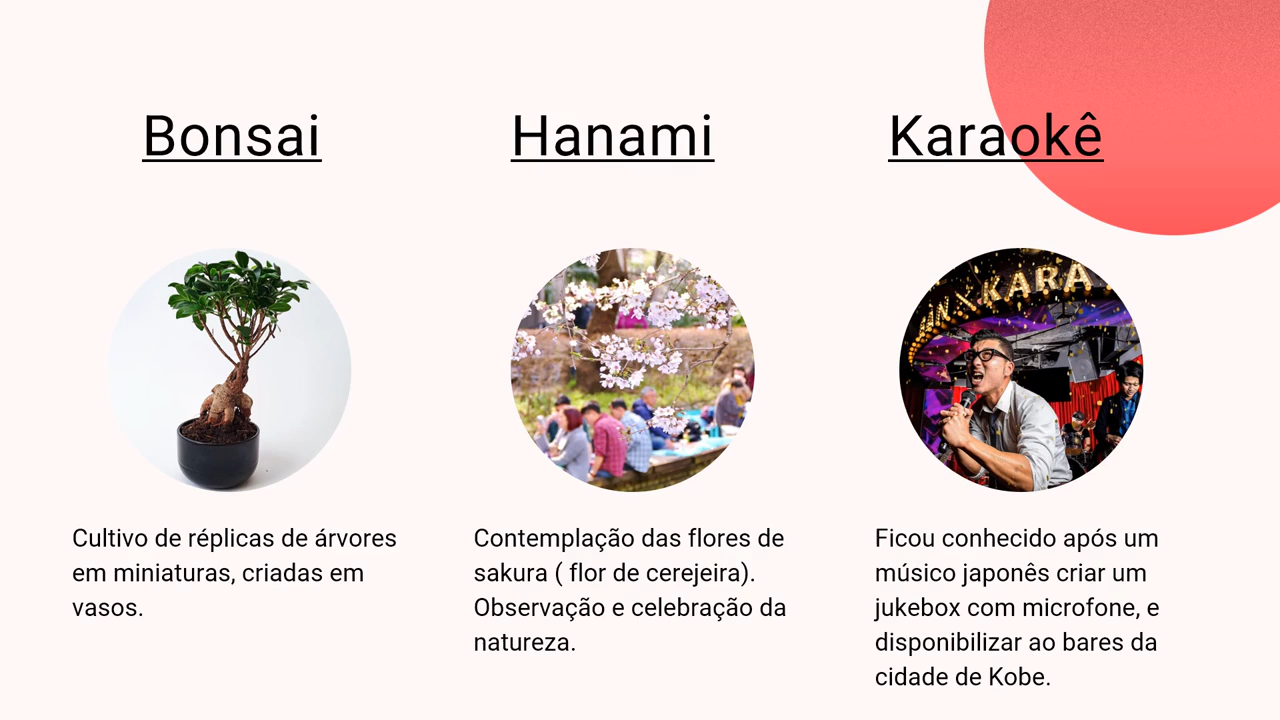 Bonsai
Hanami
Karaokê
KARA
Cultivo de réplicas de árvores
em miniaturas, criadas em
vasos.
Contemplação das flores de
sakura ( flor de cerejeira).
Observação e celebração da
natureza.
Ficou conhecido após um
músico japonês criar um
jukebox com microfone, e
disponibilizar ao bares da
cidade de Kobe.